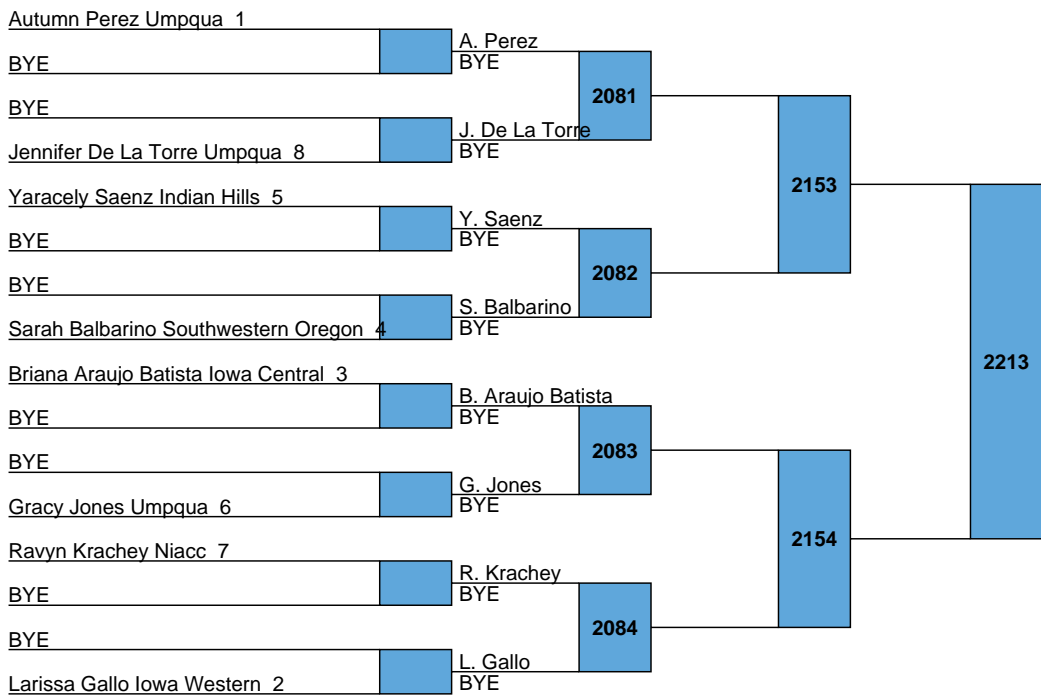 Autumn Perez Umpqua 1
BYE
BYE
Jennifer De La Torre Umpqua 8
Yaracely Saenz Indian Hills 5
BYE
BYE
Sarah Balbarino Southwestern Oregon 4
Briana Araujo Batista Iowa Central 3
BYE
BYE
Gracy Jones Umpqua 6
Ravyn Krachey Niacc 7
BYE
BYE
Larissa Gallo Iowa Western 2
A. Perez
BYE
J. De La Torre
BYE
Y. Saenz
BYE
S. Balbarino
BYE
B. Araujo Batista
BYE
G. Jones
BYE
R. Krachey
BYE
L. Gallo
BYE
2081
2082
2083
2084
2153
2154
2213